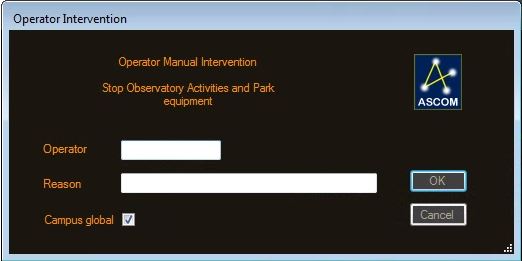 Operator Intervention
Operator Manual Intervention
Stop Observatory Activities and Park
equipment
ASCOM
Operator
Reason
OK
Campus global
Cancel